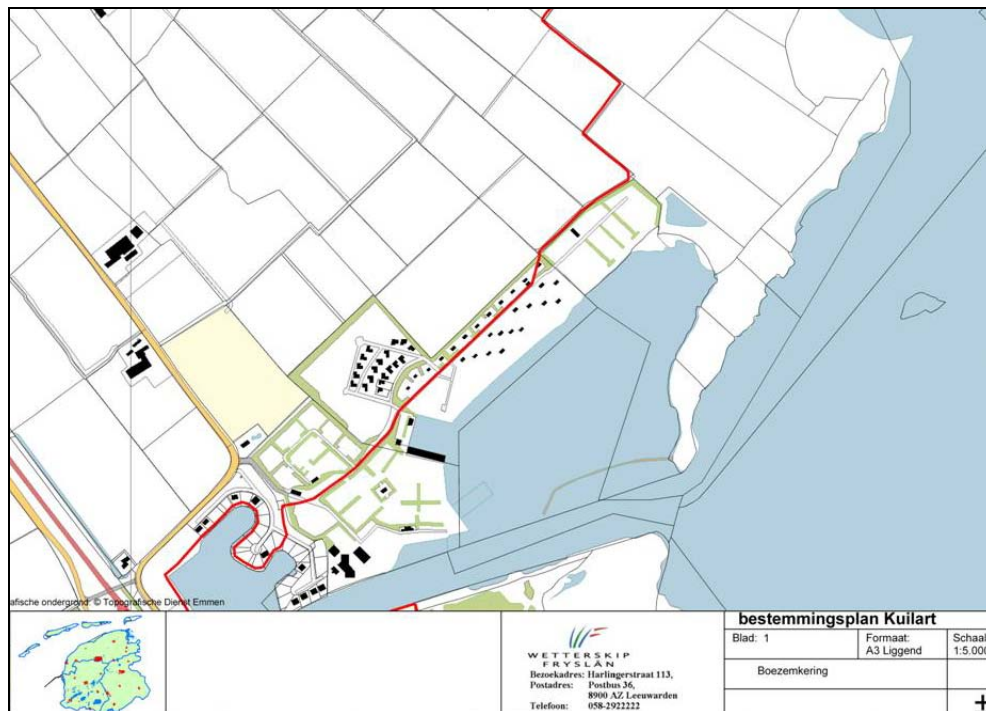 afische ondergrond: © Topografische Dienst Emmen
WETTERSKIP
FRYSLÂN
Bezoekadres: Harlingerstraat 113,
Postadres: Postbus 36,
8900 AZ Leeuwarden
Telefoon: 058-2922222
bestemmingsplan Kuilart
Blad: 1
Formaat:
A3 Liggend
Schaal
1:5.000
Boezemkering